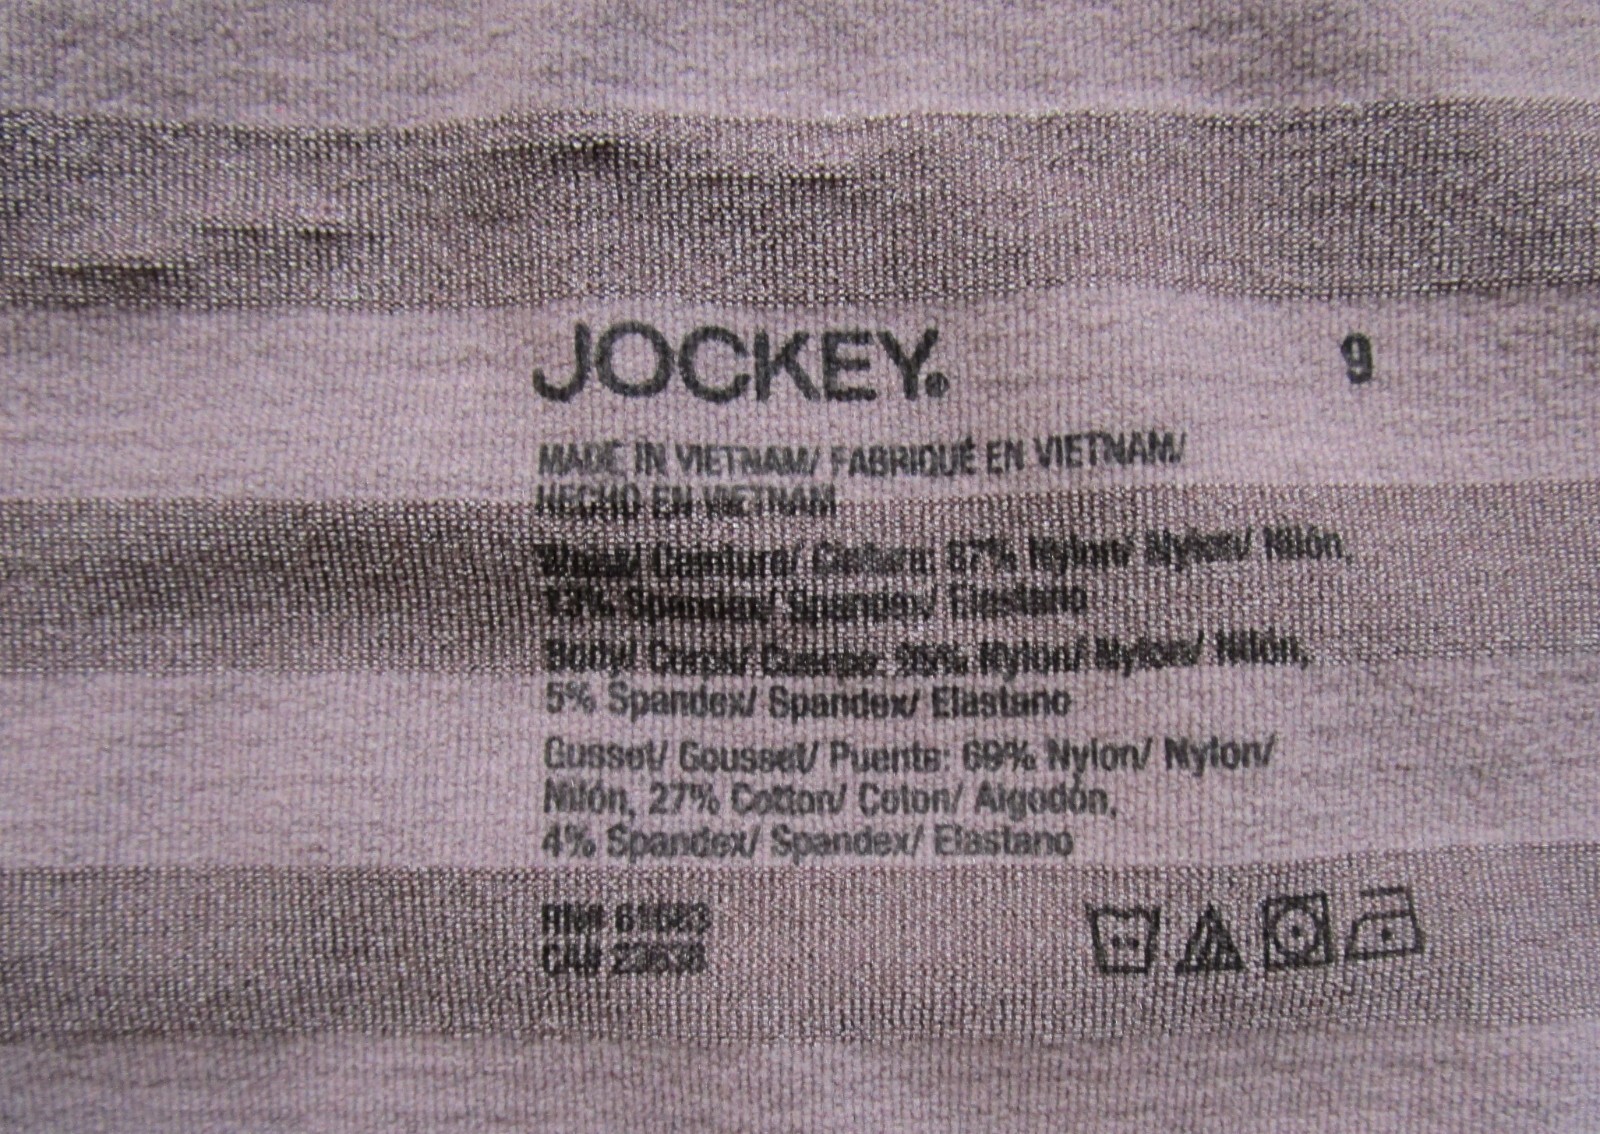 JOCKEY® 9
MADE IN VIETNAM/ FABRIQUÉ EN VIETNAM/
HECHO EN VIETNAM
Ceinture/ Cintura: 87% Nylon/ Nylon/ Nilón,
13% Spandex/ Spandex/ Elastano
Body/ Corps/ Cuerpo: 95% Nylon/ Nylon/ Nilón,
5% Spandex/ Spandex/ Elastano
Gusset/ Gousset/ Puente: 69% Nylon/ Nylon/
Nilón, 27% Cotton/ Coton/ Algodón,
4% Spandex/ Spandex/ Elastano
RN#
CA#